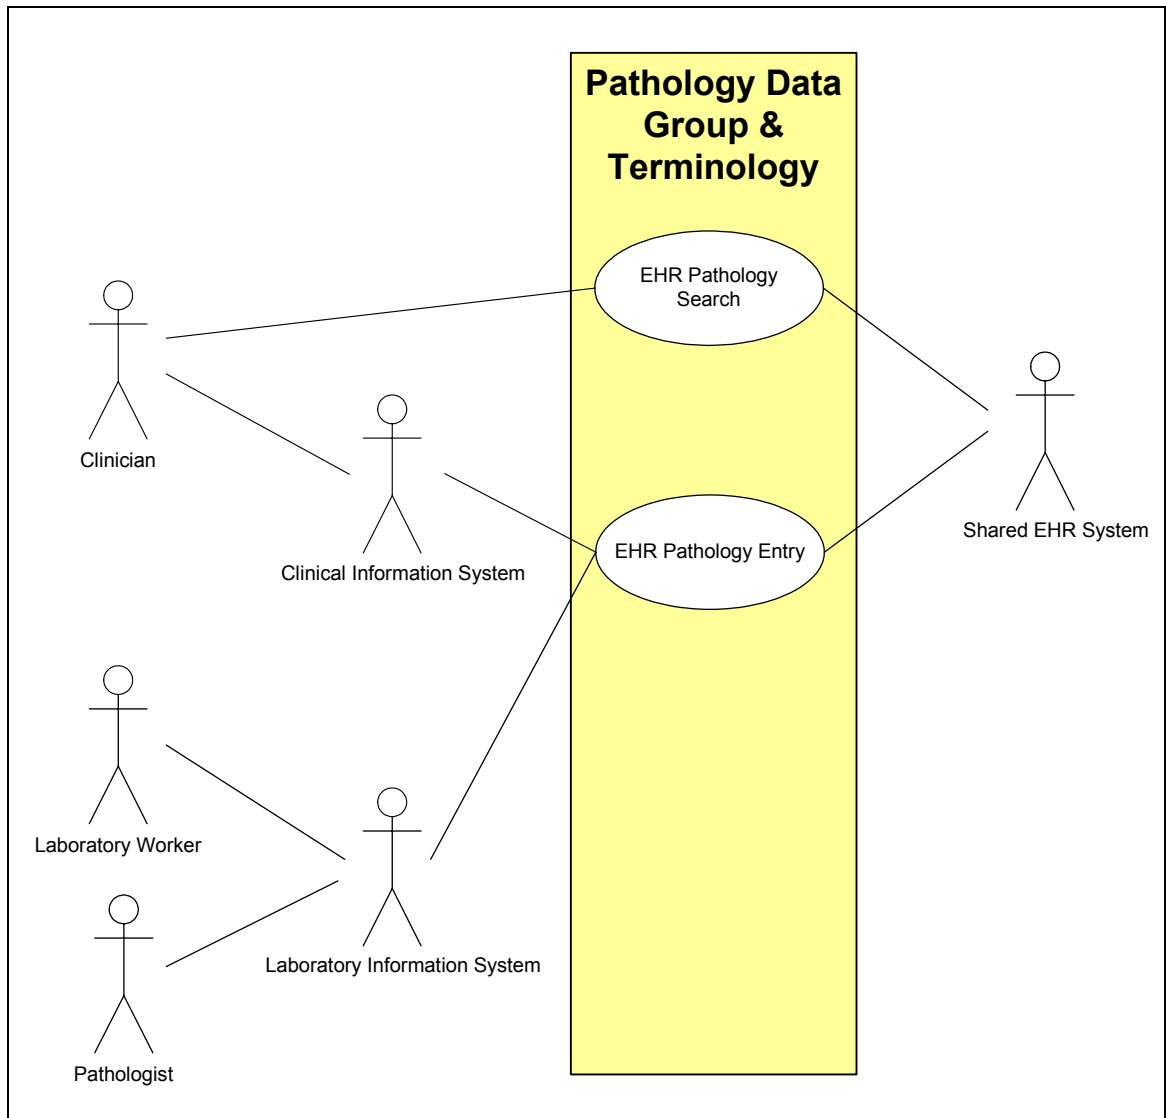 Pathology Data
Group &
Terminology
EHR Pathology
Search
Clinician
Shared EHR System
EHR Pathology Entry
Clinical Information System
Laboratory Worker
Laboratory Information System
Pathologist